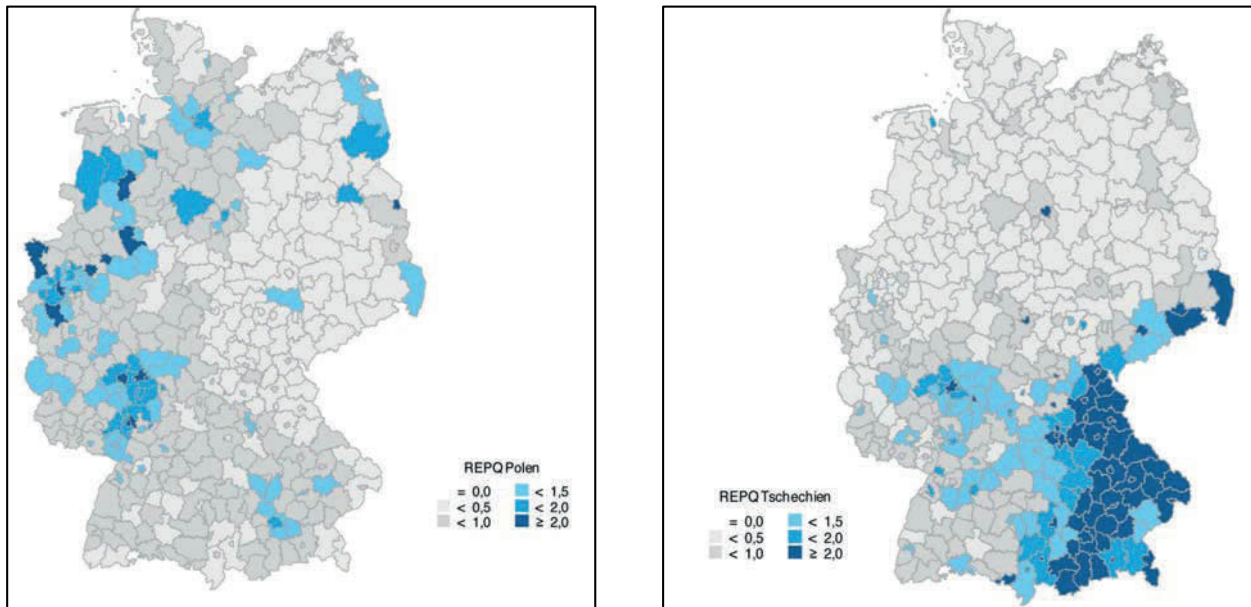 REPQ Polen
= 0,0 < 1,5
< 0,5 < 2,0
< 1,0 ≥ 2,0
REPQ Tschechien
= 0,0 < 1,5
< 0,5 < 2,0
< 1,0 ≥ 2,0